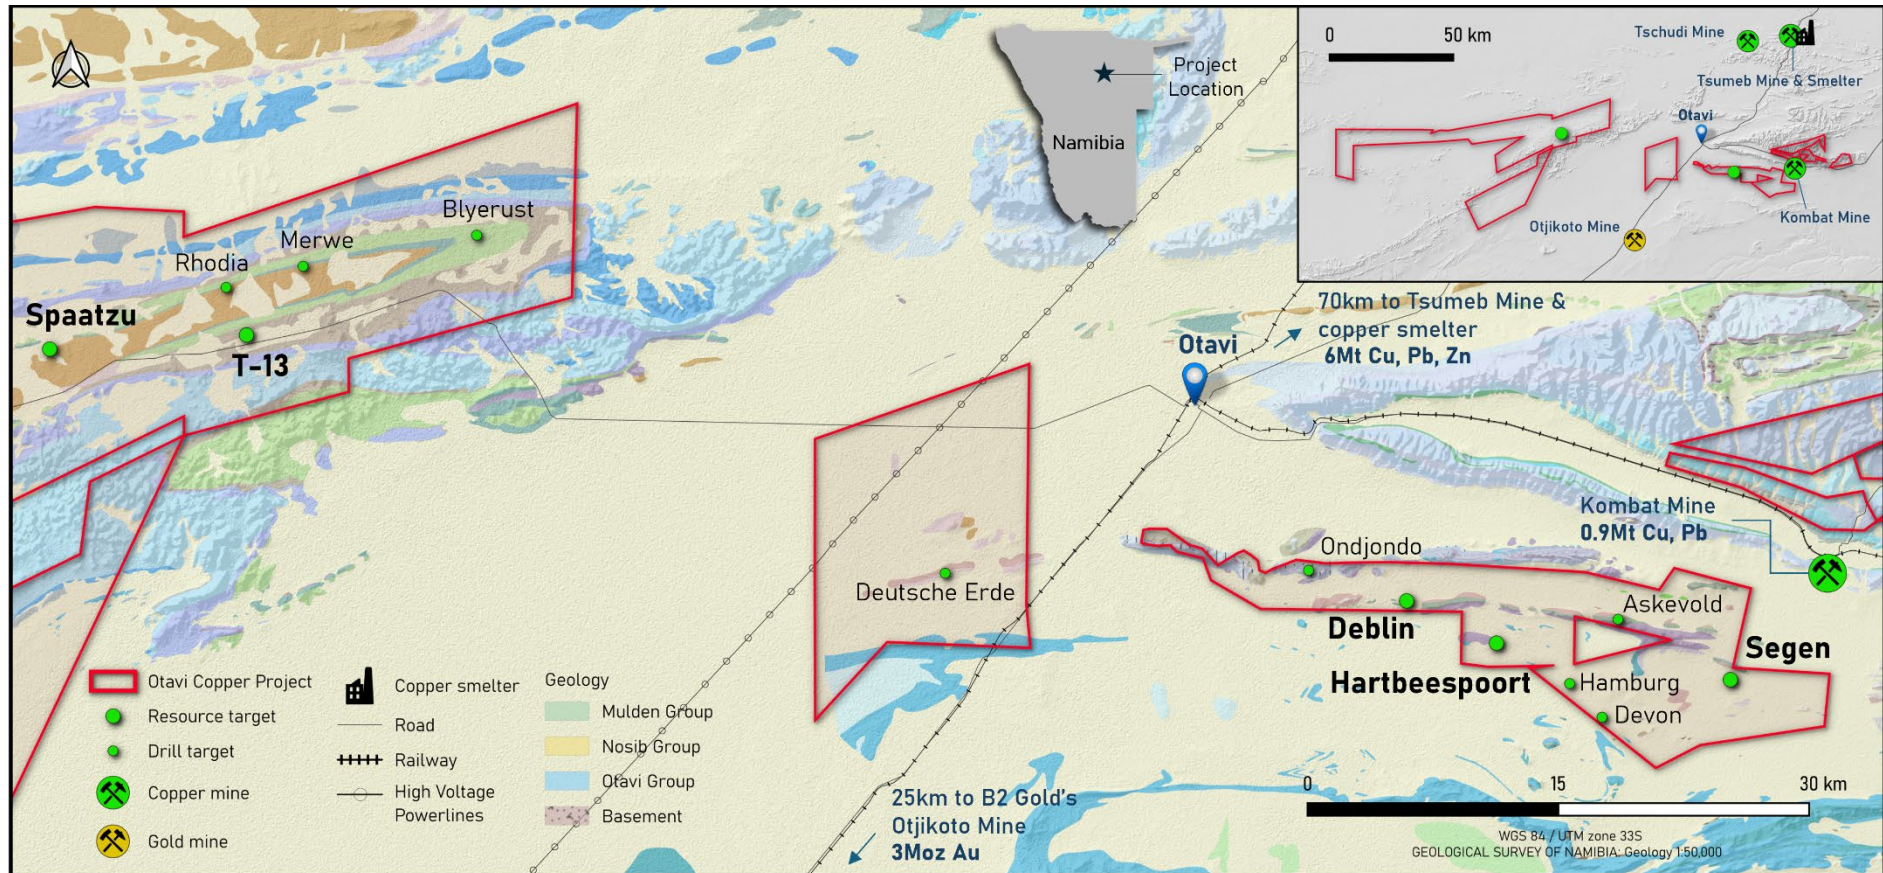 Project
Location
Namibia
0
50 km
Tschudi Mine
Tsumeb Mine & Smelter
Otavi
Otjikoto Mine
Kombat Mine
Blyerust
Merwe
Rhodia
Spaatzu
T-13
70km to Tsumeb Mine &
copper smelter
6Mt Cu, Pb, Zn
Otavi
Kombat Mine
0.9Mt Cu, Pb
Ondjondo
Deutsche Erde
Askevold
Deblin
Segen
Hartbeespoort
Hamburg
Devon
Otavi Copper Project
Resource target
Drill target
Copper mine
Gold mine
Copper smelter
Road
Railway
High Voltage
Powerlines
Geology
Mulden Group
Nosib Group
Otavi Group
Basement
25km to B2 Gold's
Otjikoto Mine
3Moz Au
0
15
30 km
WGS 84 / UTM zone 33S
GEOLOGICAL SURVEY OF NAMIBIA: Geology 1:50,000